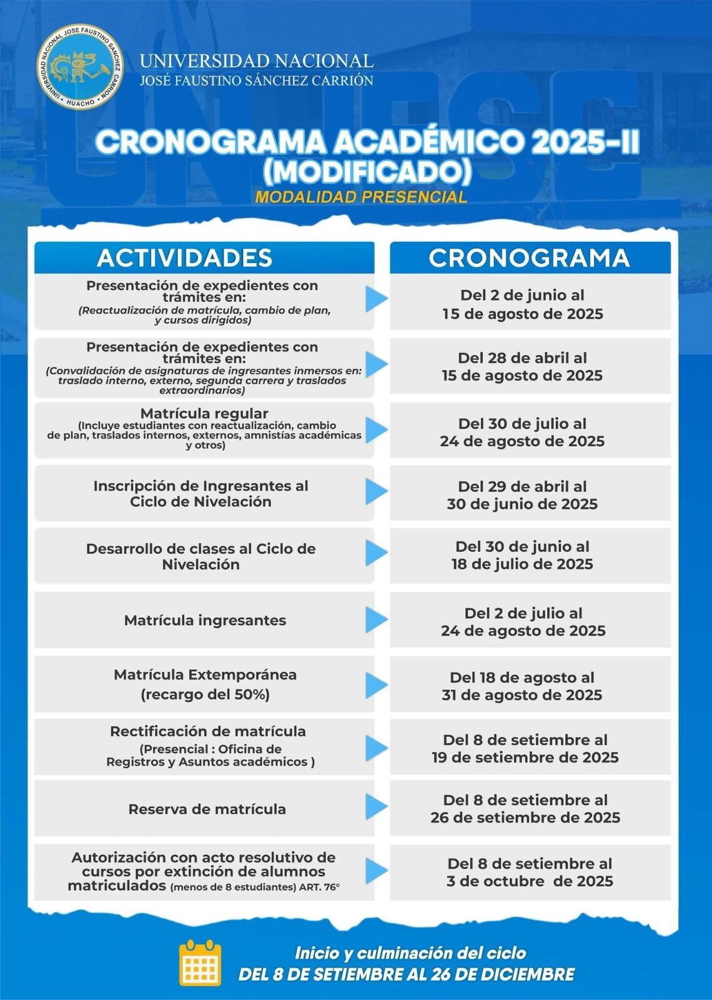 UNIVERSIDAD NACIONAL JOSE FAUSTINO SANCHEZ CARRION
• HUACHO •
UNIVERSIDAD NACIONAL
JOSÉ FAUSTINO SÁNCHEZ CARRIÓN
UNJFSC
CRONOGRAMA ACADÉMICO 2025-II
(MODIFICADO)
MODALIDAD PRESENCIAL
ACTIVIDADES
CRONOGRAMA
Presentación de expedientes con
trámites en:
(Reactualización de matrícula, cambio de plan,
y cursos dirigidos)
Del 2 de junio al
15 de agosto de 2025
Presentación de expedientes con
trámites en:
(Convalidación de asignaturas de ingresantes inmersos en:
traslado interno, externo, segunda carrera y traslados
extraordinarios)
Del 28 de abril al
15 de agosto de 2025
Matrícula regular
(Incluye estudiantes con reactualización, cambio
de plan, traslados internos, externos, amnistías académicas
y otros)
Del 30 de julio al
24 de agosto de 2025
Inscripción de Ingresantes al
Ciclo de Nivelación
Del 29 de abril al
30 de junio de 2025
Desarrollo de clases al Ciclo de
Nivelación
Del 30 de junio al
18 de julio de 2025
Matrícula ingresantes
Del 2 de julio al
24 de agosto de 2025
Matrícula Extemporánea
(recargo del 50%)
Del 18 de agosto al
31 de agosto de 2025
Rectificación de matrícula
(Presencial : Oficina de
Registros y Asuntos académicos )
Del 8 de setiembre al
19 de setiembre de 2025
Reserva de matrícula
Del 8 de setiembre al
26 de setiembre de 2025
Autorización con acto resolutivo de
cursos por extinción de alumnos
matriculados (menos de 8 estudiantes) ART. 76°
Del 8 de setiembre al
3 de octubre de 2025
Inicio y culminación del ciclo
DEL 8 DE SETIEMBRE AL 26 DE DICIEMBRE